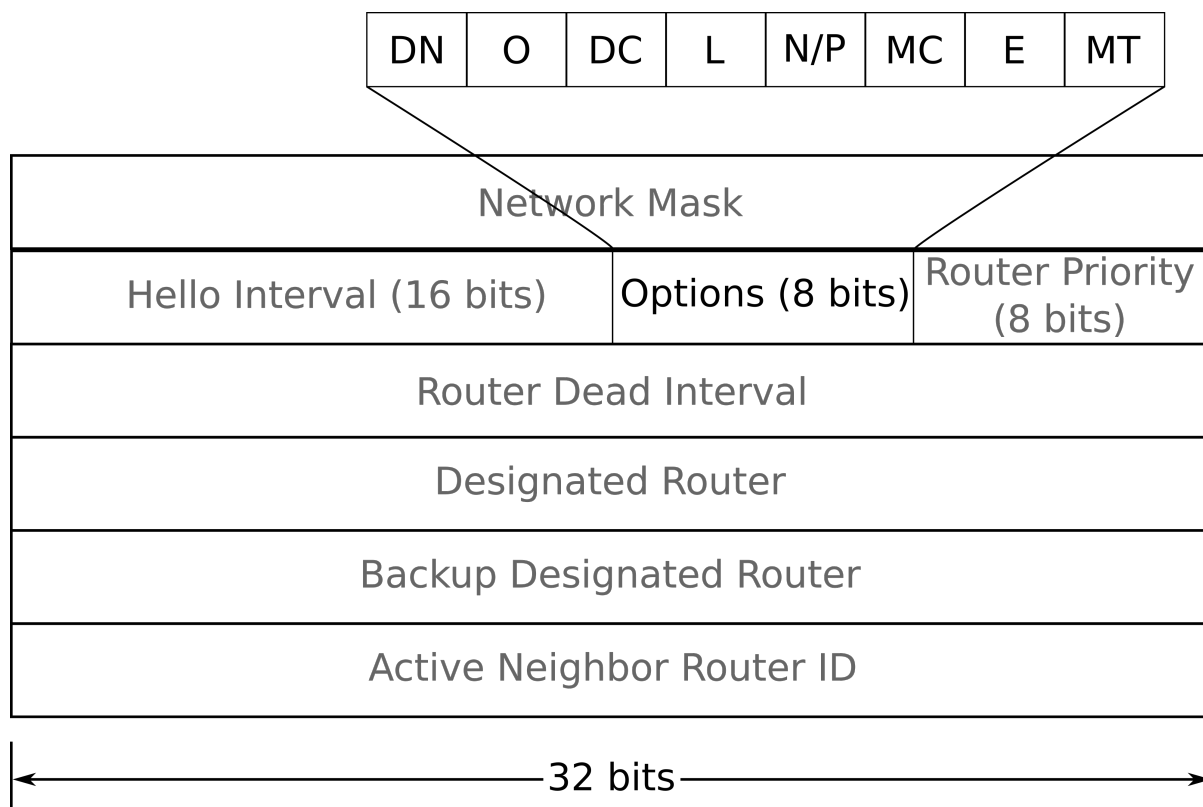 DN O DC L N/P MC E MT
Network Mask
Hello Interval (16 bits) Options (8 bits) Router Priority
(8 bits)
Router Dead Interval
Designated Router
Backup Designated Router
Active Neighbor Router ID
32 bits